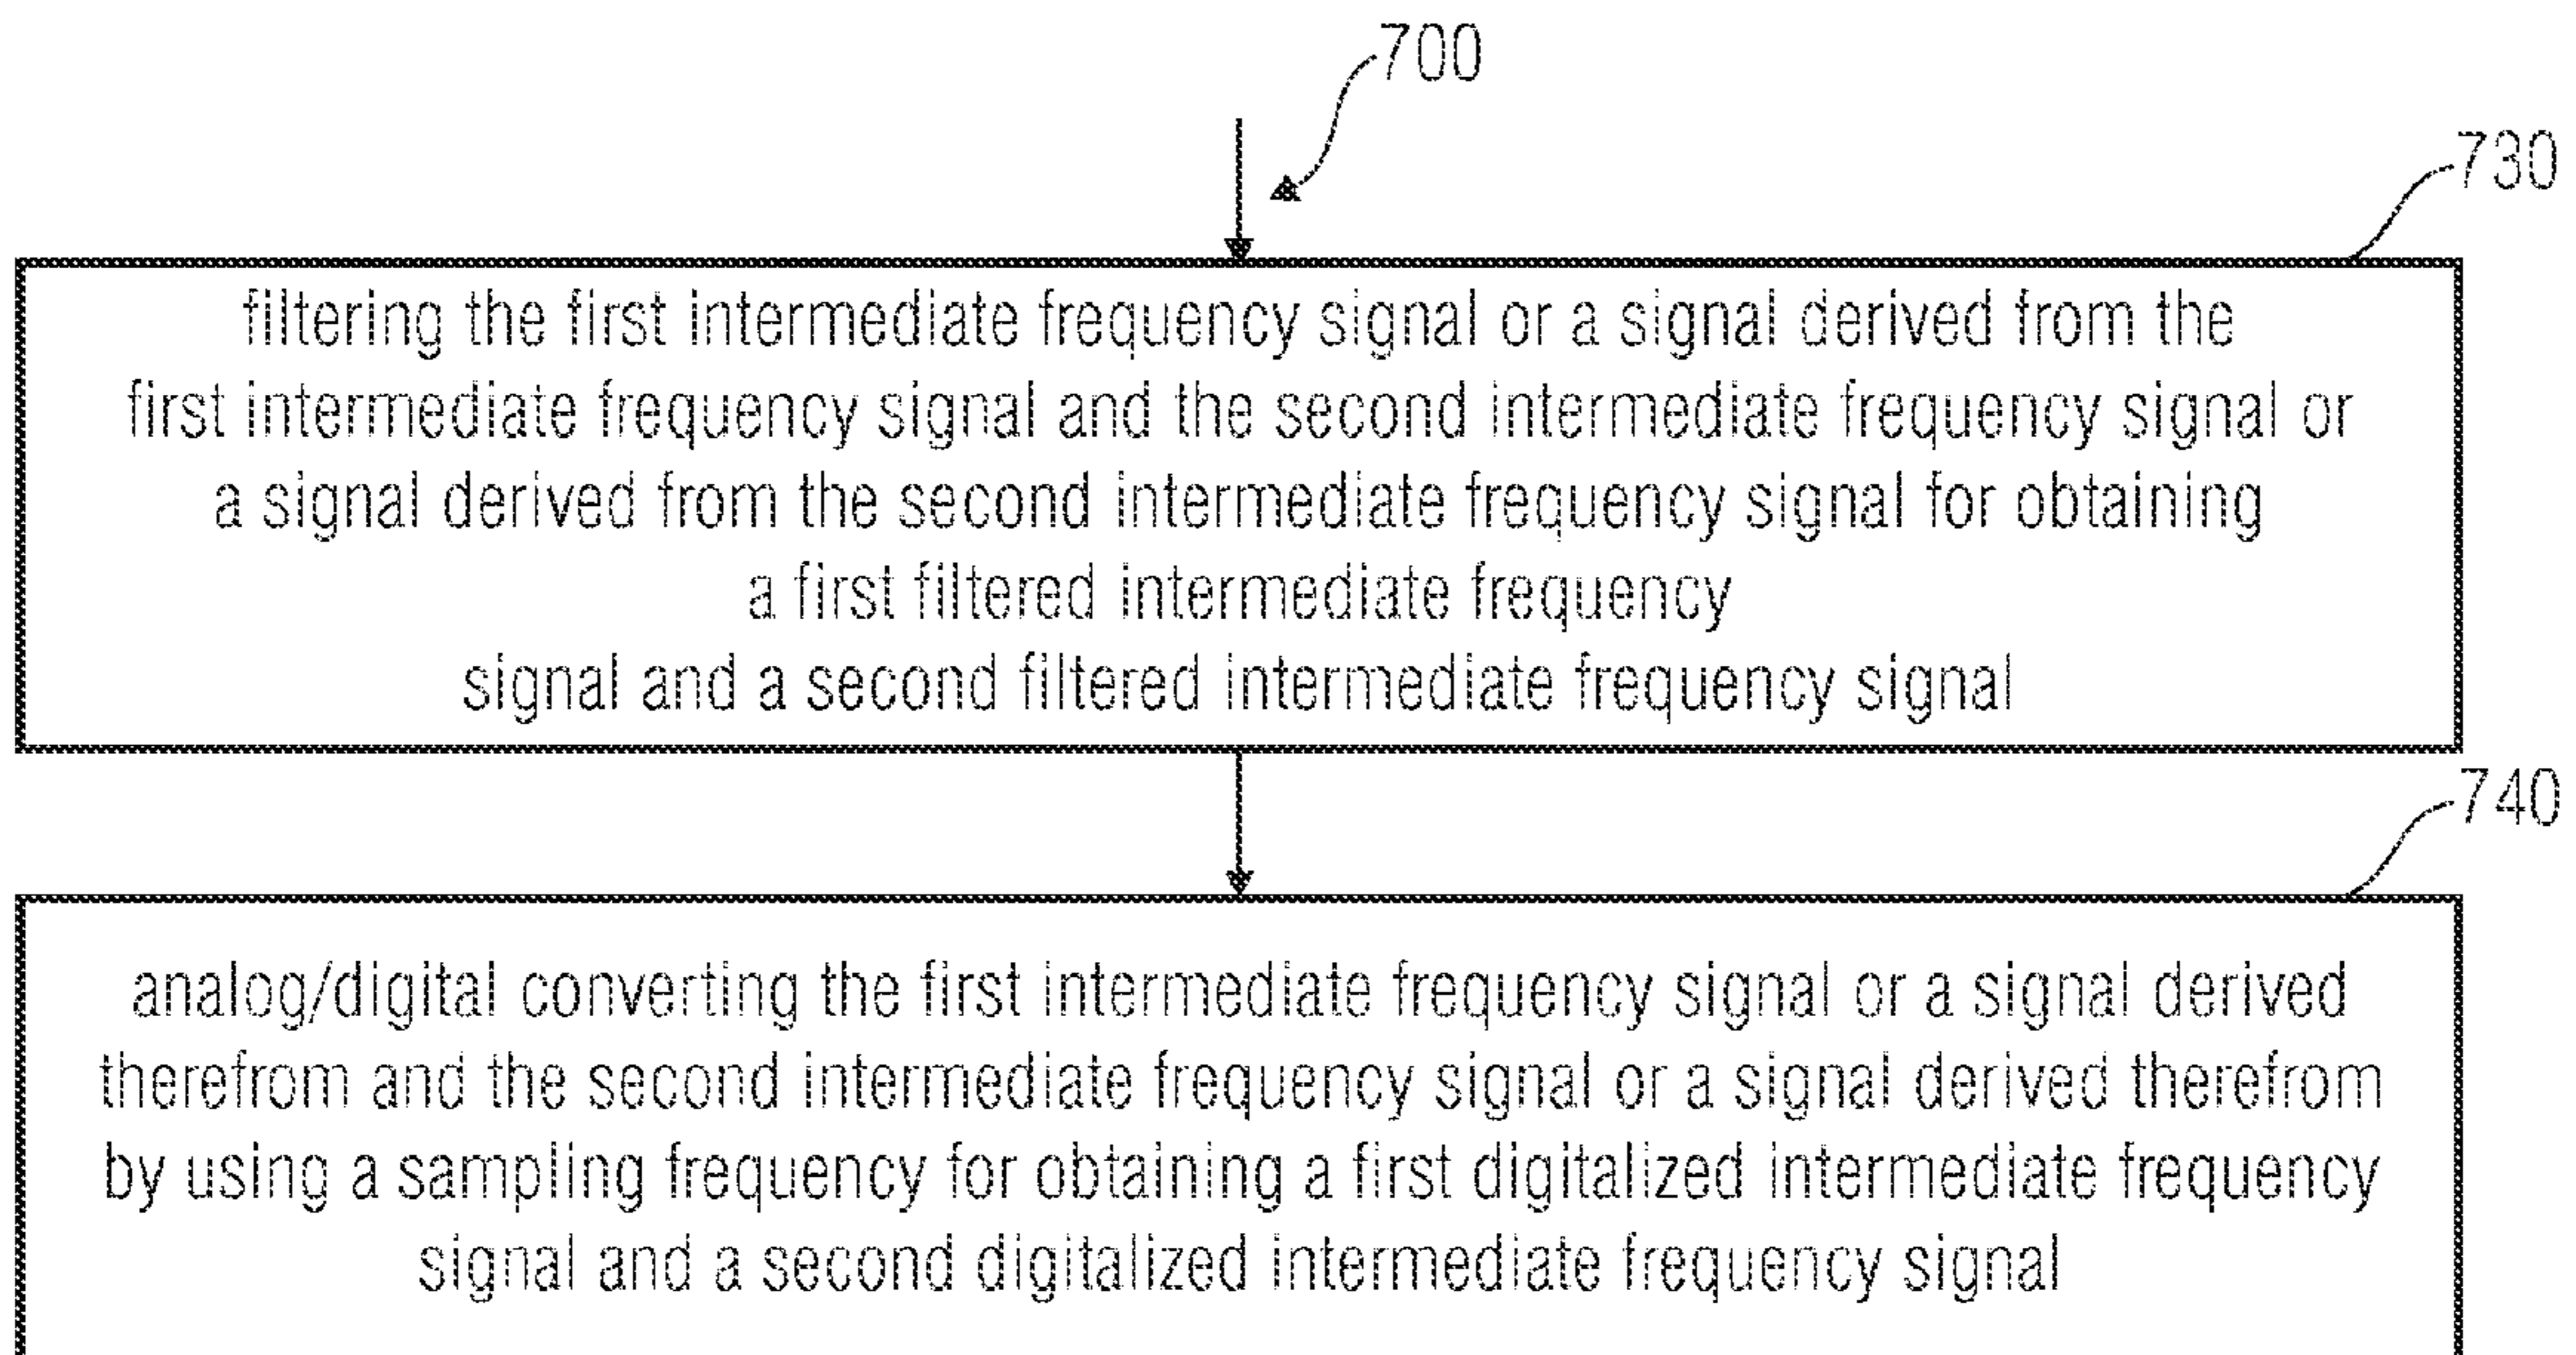 700
730
filtering the first intermediate frequency signal or a signal derived from the
first intermediate frequency signal and the second intermediate frequency signal or
a signal derived from the second intermediate frequency signal for obtaining
a first filtered intermediate frequency
signal and a second filtered intermediate frequency signal
740
analog/digital converting the first intermediate frequency signal or a signal derived
therefrom and the second intermediate frequency signal or a signal derived therefrom
by using a sampling frequency for obtaining a first digitalized intermediate frequency
signal and a second digitalized intermediate frequency signal